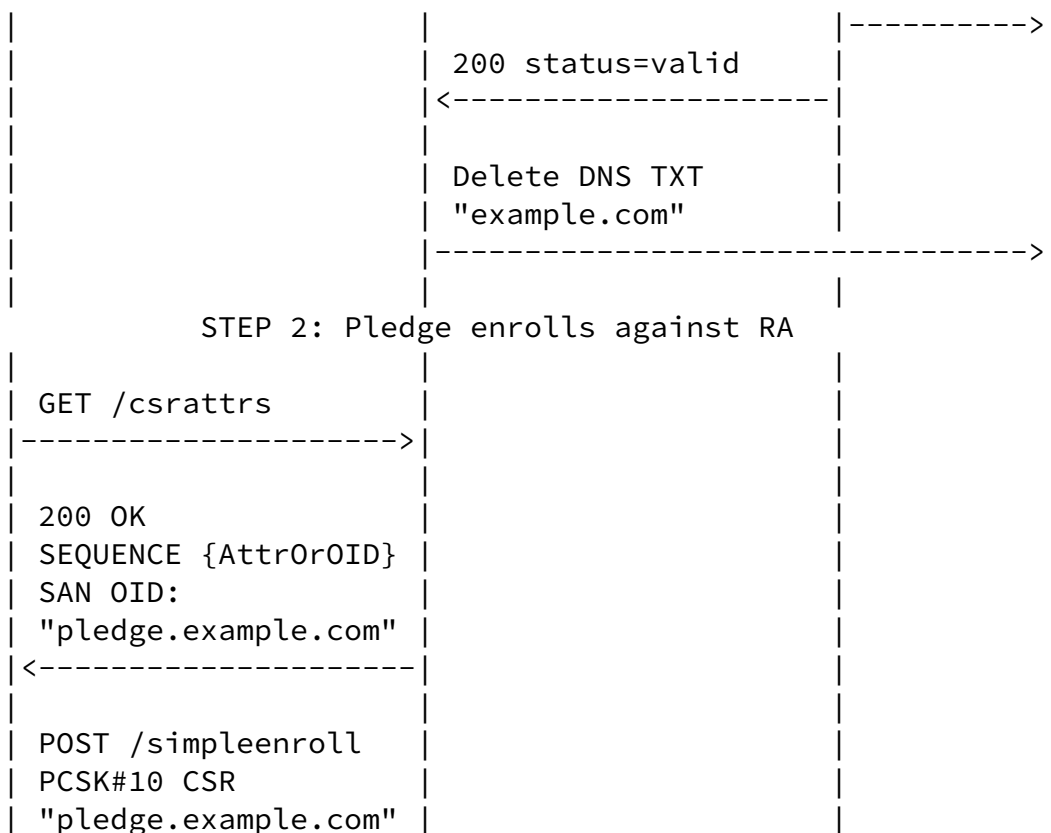 |                      |                      |---------->
|                      | 200 status=valid     |
|                      |<---------------------|
|                      |                      |
|                      | Delete DNS TXT       |
|                      | "example.com"        |
|                      |--------------------------------->
|                      |                      |
          STEP 2: Pledge enrolls against RA
|                      |                      |
| GET /csrattrs        |                      |
|--------------------->|                      |
|                      |                      |
| 200 OK               |                      |
| SEQUENCE {AttrOrOID} |                      |
| SAN OID:             |                      |
| "pledge.example.com" |                      |
|<---------------------|                      |
|                      |                      |
| POST /simpleenroll   |                      |
| PCSK#10 CSR          |                      |
| "pledge.example.com" |                      |